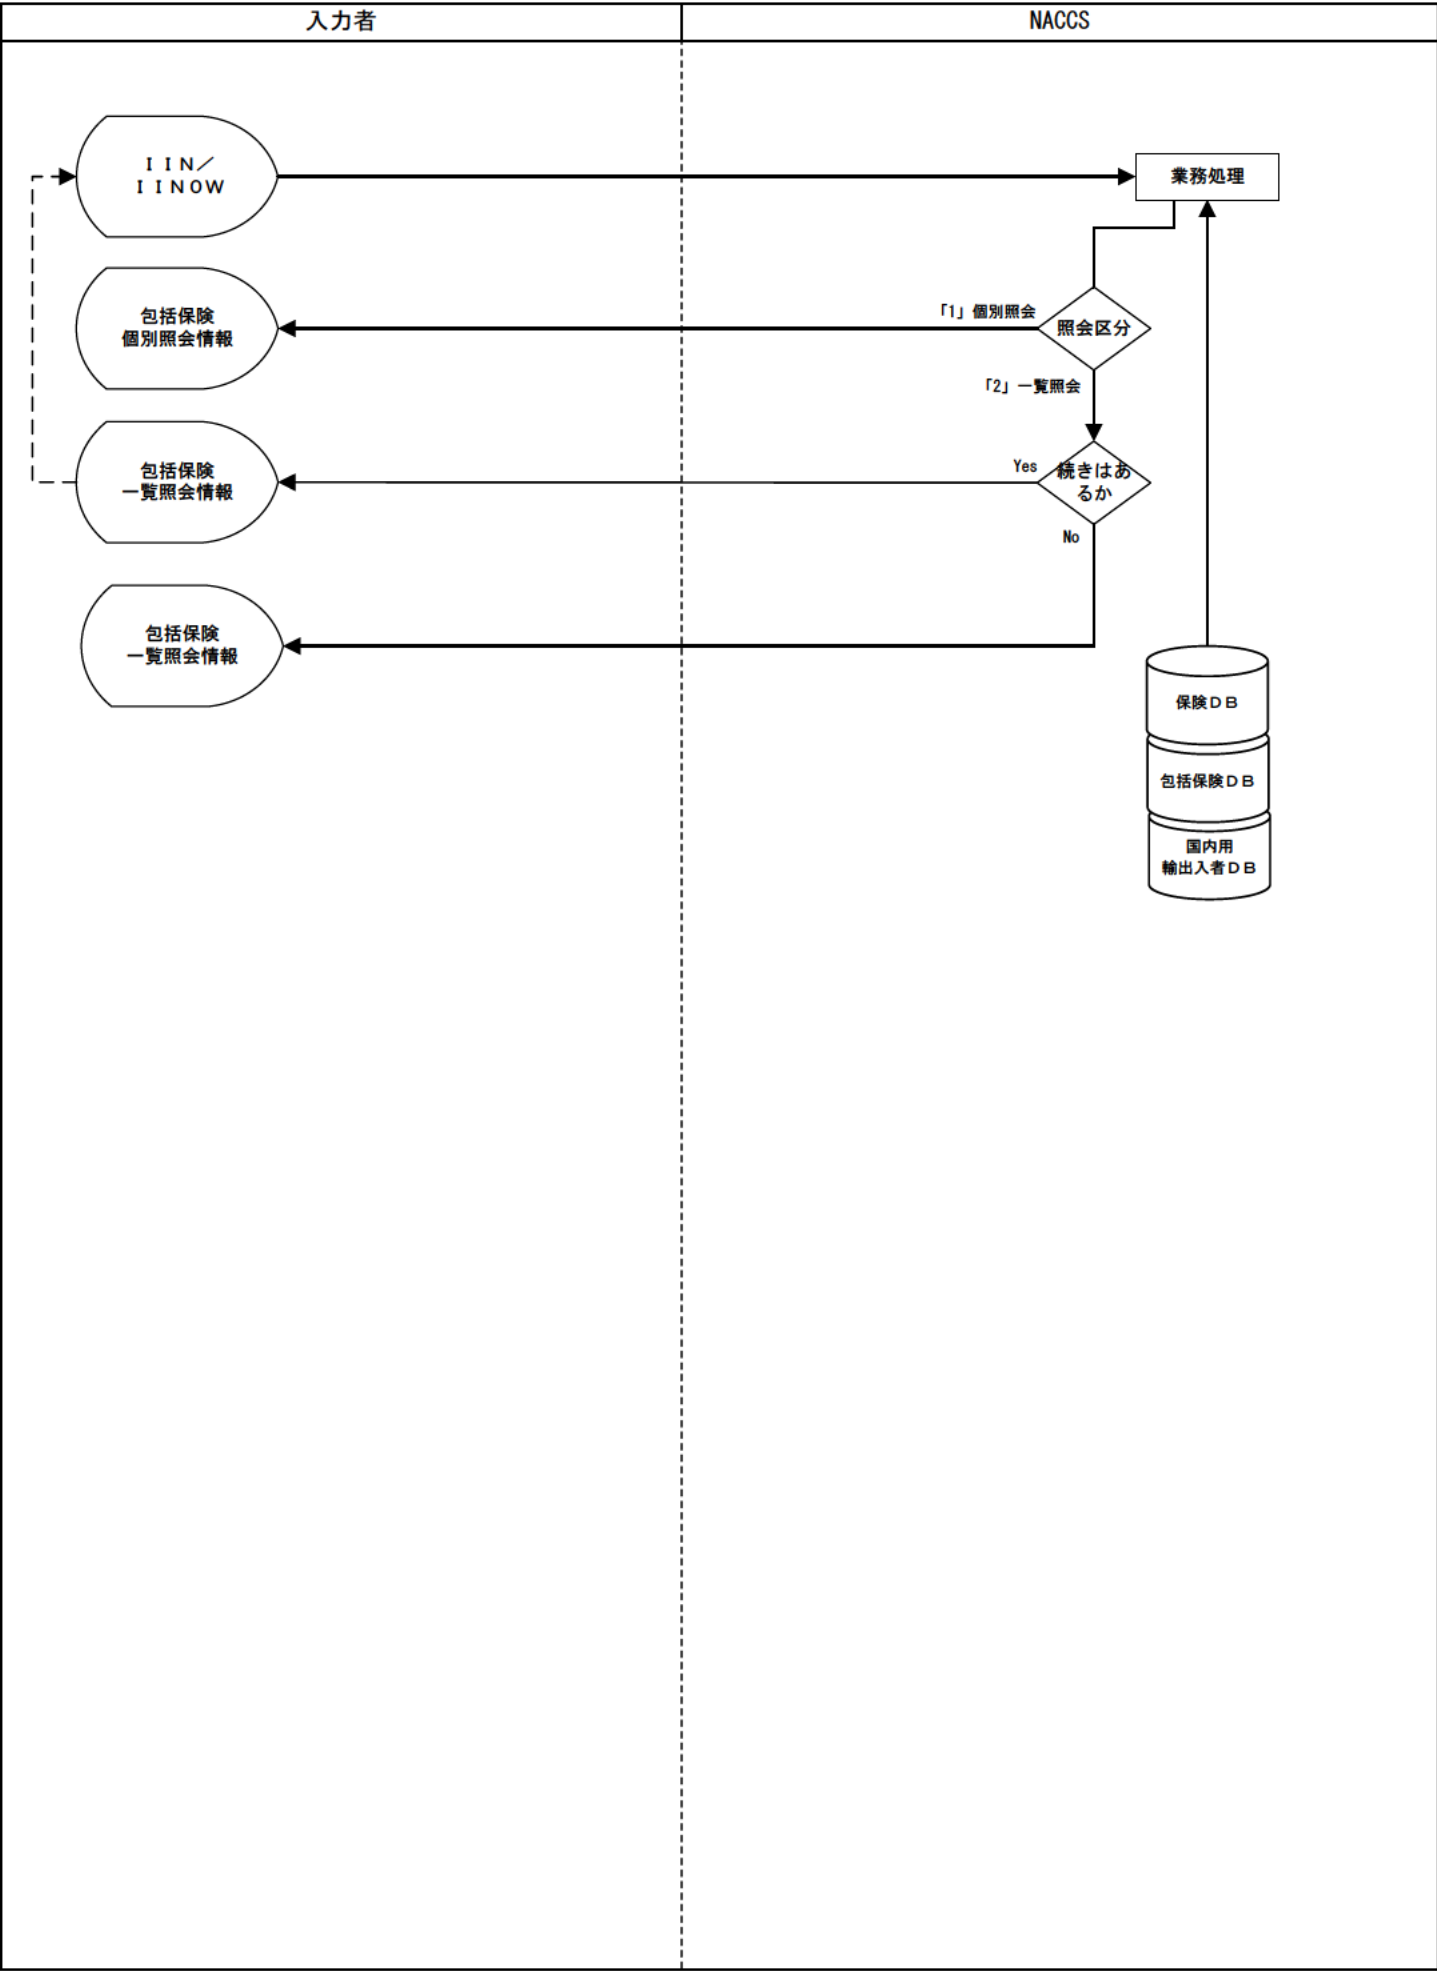 入力者
NACCS
ＩＩＮ／
ＩＩＮ０Ｗ
業務処理
包括保険
個別照会情報
「1」個別照会
照会区分
「2」一覧照会
包括保険
一覧照会情報
Yes
続きはあ
るか
No
包括保険
一覧照会情報
保険ＤＢ
包括保険ＤＢ
国内用
輸出入者ＤＢ